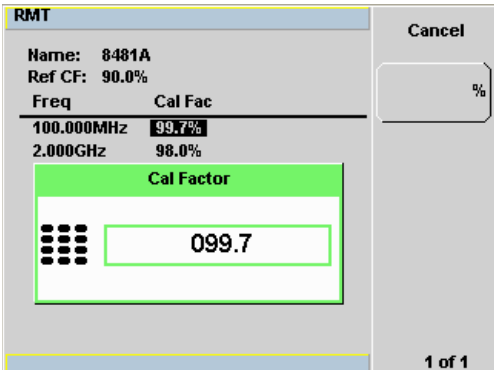 RMT
Cancel
Name: 8481A
Ref CF: 90.0%
%
Freq Cal Fac
100.000MHz 99.7%
2.000GHz 98.0%
Cal Factor
099.7
1 of 1